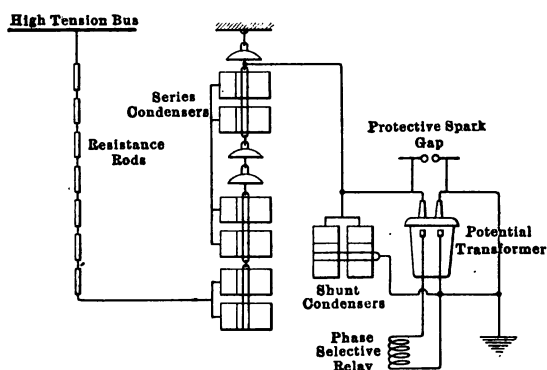 High Tension Bus
Series
Condensers
Resistance
Rods
Protective Spark
Gap
Potential
Transformer
Shunt
Condensers
Phase
Selective
Relay